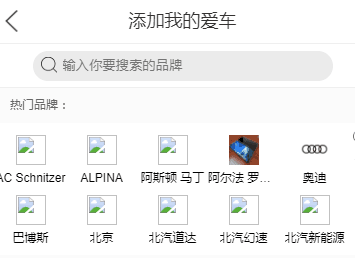 添加我的爱车
输入你要搜索的品牌
热门品牌：
AC Schnitzer ALPINA 阿斯顿 马丁 阿尔法 罗... 奥迪
巴博斯 北京 北汽道达 北汽幻速 北汽新能源